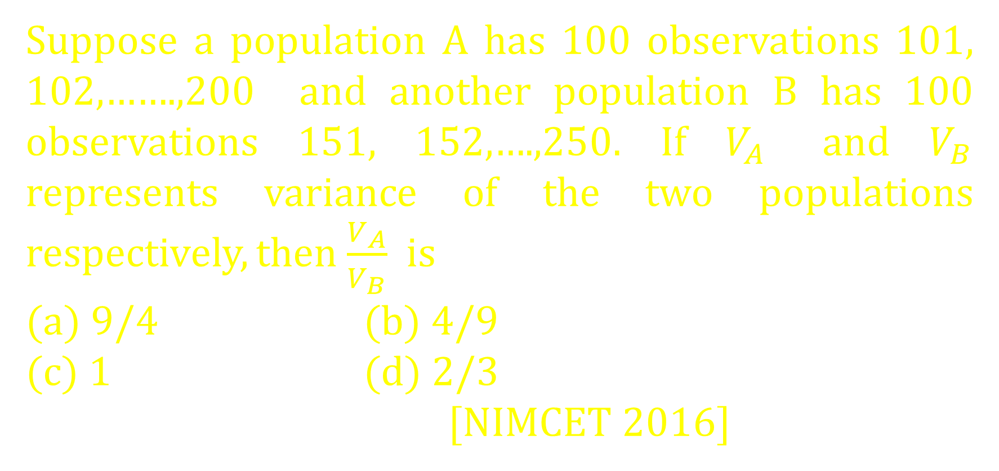 Suppose a population A has 100 observations 101,
102,.......,200 and another population B has 100
observations 151, 152,....,250. If V_A and V_B
represents variance of the two populations
respectively, then V_A/V_B is
(a) 9/4 (b) 4/9
(c) 1 (d) 2/3
[NIMCET 2016]